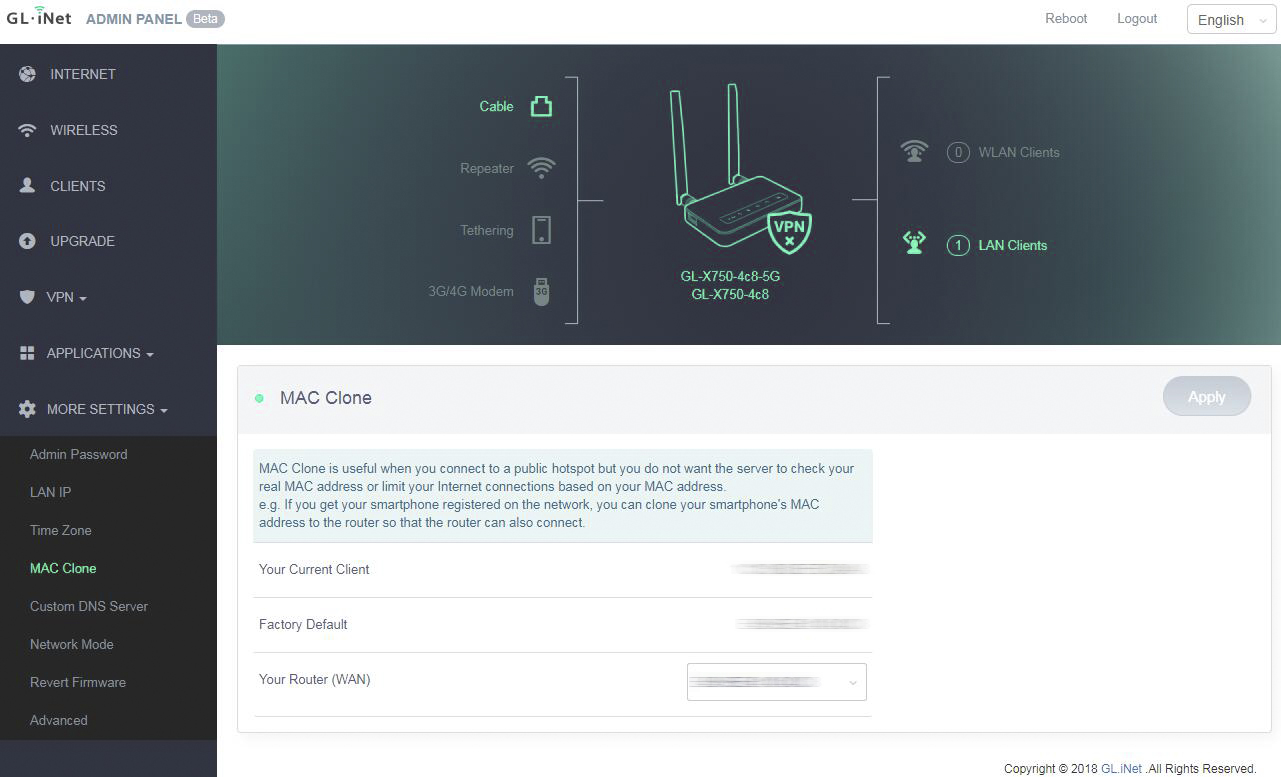 GL·iNet ADMIN PANEL Beta
Reboot
Logout
English
INTERNET
WIRELESS
CLIENTS
UPGRADE
VPN
APPLICATIONS
MORE SETTINGS
Admin Password
LAN IP
Time Zone
MAC Clone
Custom DNS Server
Network Mode
Revert Firmware
Advanced
Cable
Repeater
Tethering
3G/4G Modem
3G
VPN
GL-X750-4c8-5G
GL-X750-4c8
0 WLAN Clients
1 LAN Clients
MAC Clone
Apply
MAC Clone is useful when you connect to a public hotspot but you do not want the server to check your
real MAC address or limit your Internet connections based on your MAC address.
e.g. If you get your smartphone registered on the network, you can clone your smartphone's MAC
address to the router so that the router can also connect.
Your Current Client
Factory Default
Your Router (WAN)
Copyright © 2018 GL.iNet .All Rights Reserved.